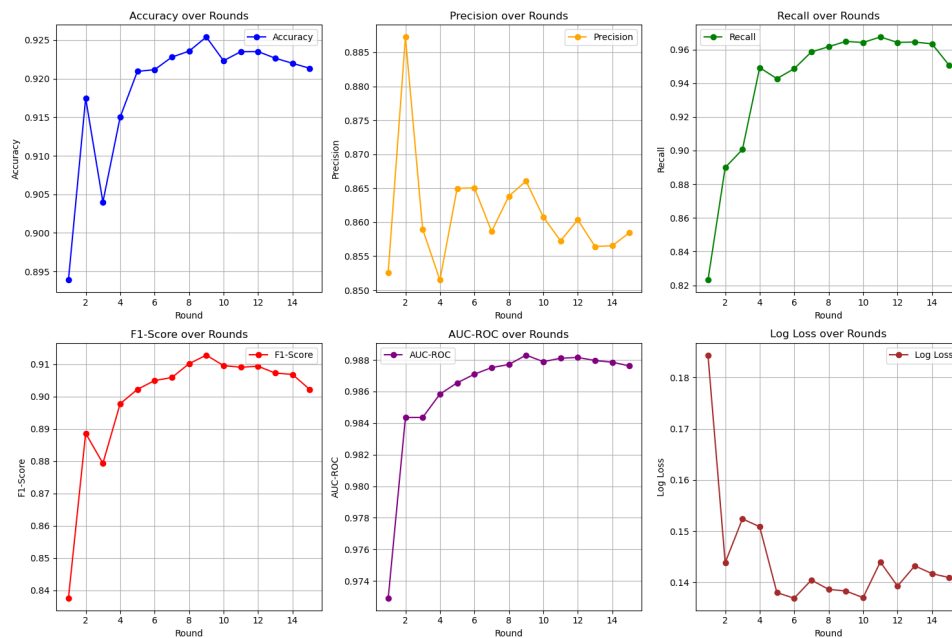 Accuracy over Rounds
Accuracy
0.925
0.920
0.915
0.910
0.905
0.900
0.895
Accuracy
2 4 6 8 10 12 14
Round
Precision over Rounds
Precision
0.885
0.880
0.875
0.870
0.865
0.860
0.855
0.850
Precision
2 4 6 8 10 12 14
Round
Recall over Rounds
Recall
0.96
0.94
0.92
0.90
0.88
0.86
0.84
0.82
Recall
2 4 6 8 10 12 14
Round
F1-Score over Rounds
F1-Score
0.91
0.90
0.89
0.88
0.87
0.86
0.85
0.84
F1-Score
2 4 6 8 10 12 14
Round
AUC-ROC over Rounds
AUC-ROC
0.988
0.986
0.984
0.982
0.980
0.978
0.976
0.974
AUC-ROC
2 4 6 8 10 12 14
Round
Log Loss over Rounds
Log Loss
0.18
0.17
0.16
0.15
0.14
Log Loss
2 4 6 8 10 12 14
Round